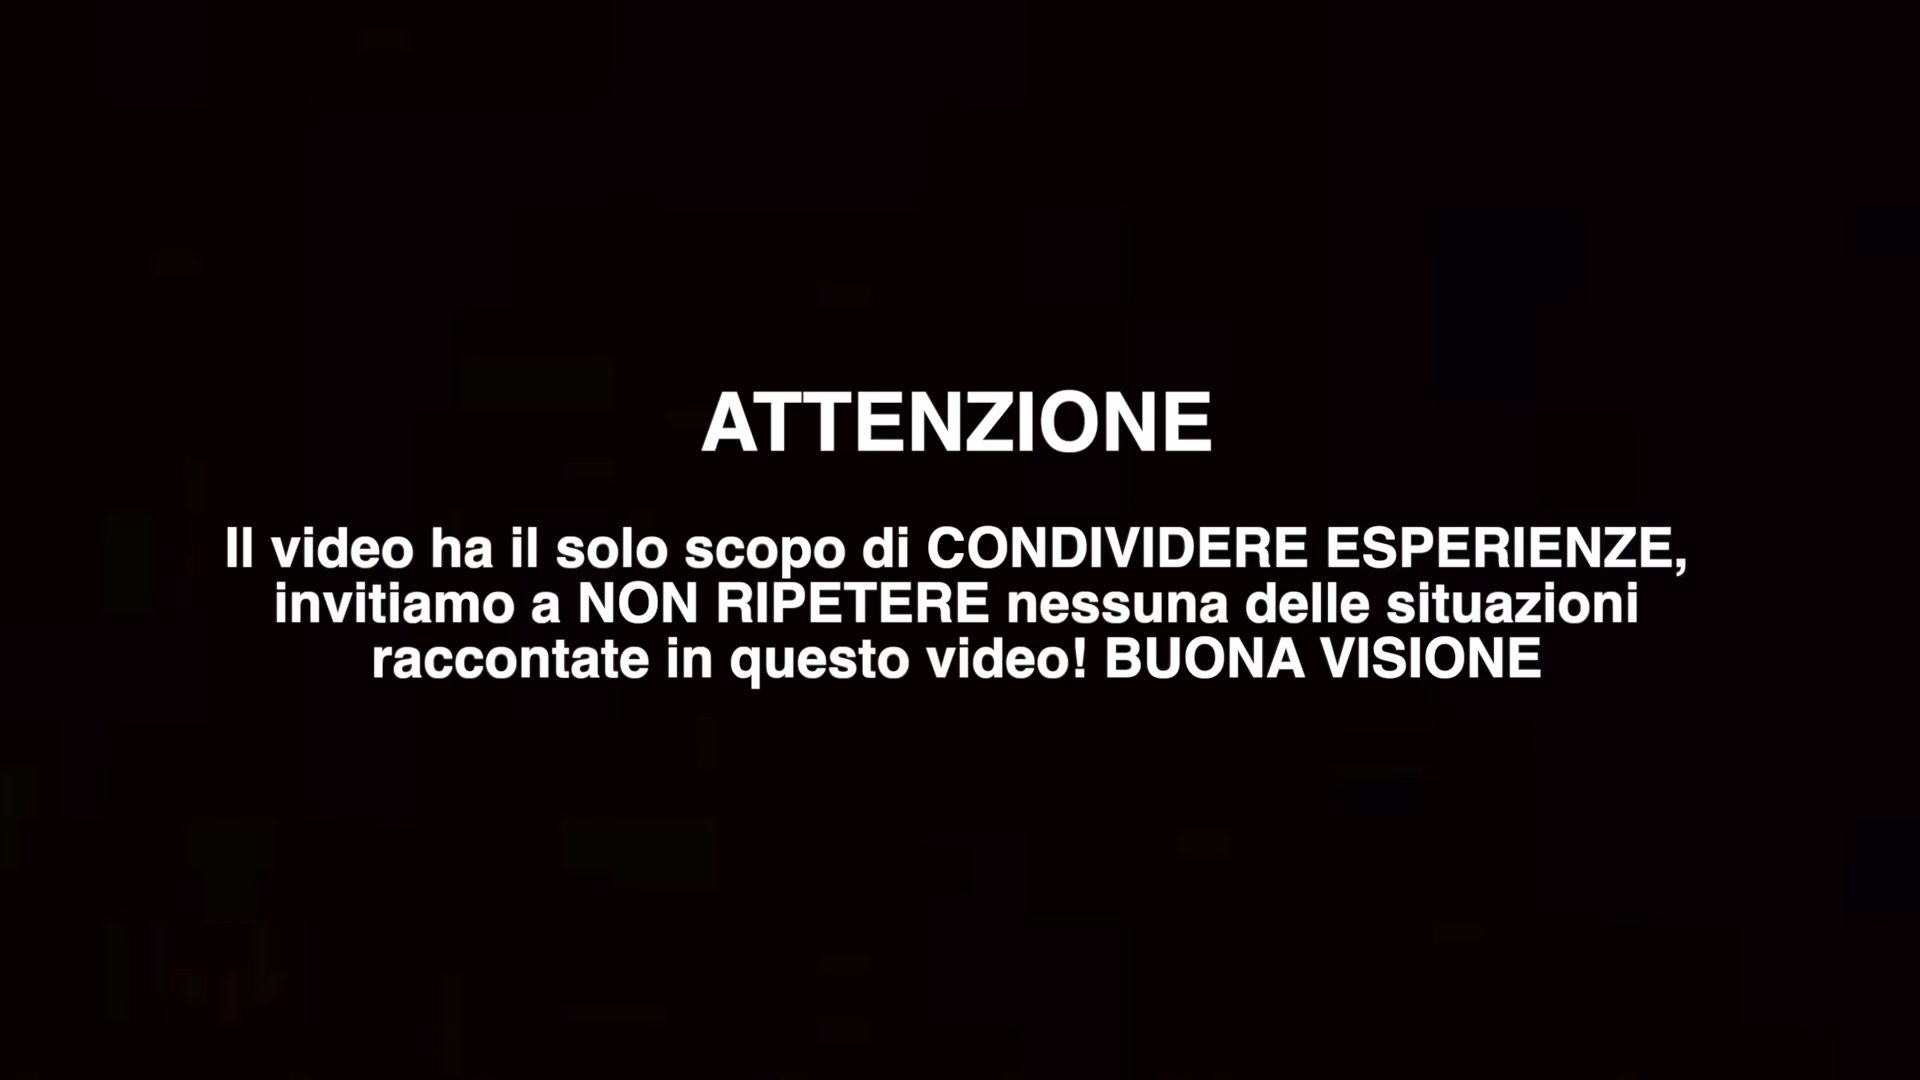 ATTENZIONE
Il video ha il solo scopo di CONDIVIDERE ESPERIENZE,
invitiamo a NON RIPETERE nessuna delle situazioni
raccontate in questo video! BUONA VISIONE